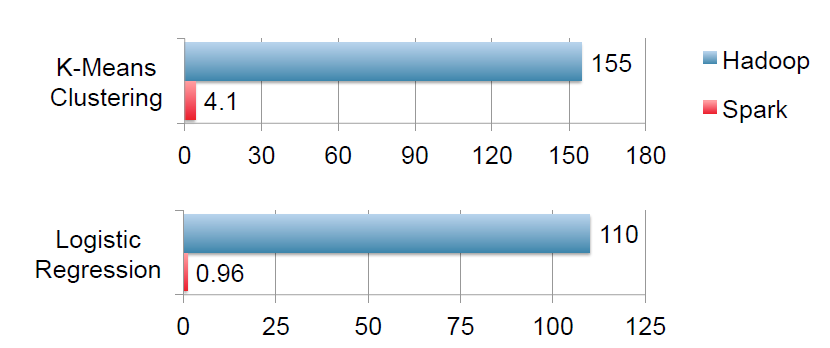 K-Means
Clustering
155
4.1
Hadoop
Spark
0 30 60 90 120 150 180
Logistic
Regression
110
0.96
0 25 50 75 100 125